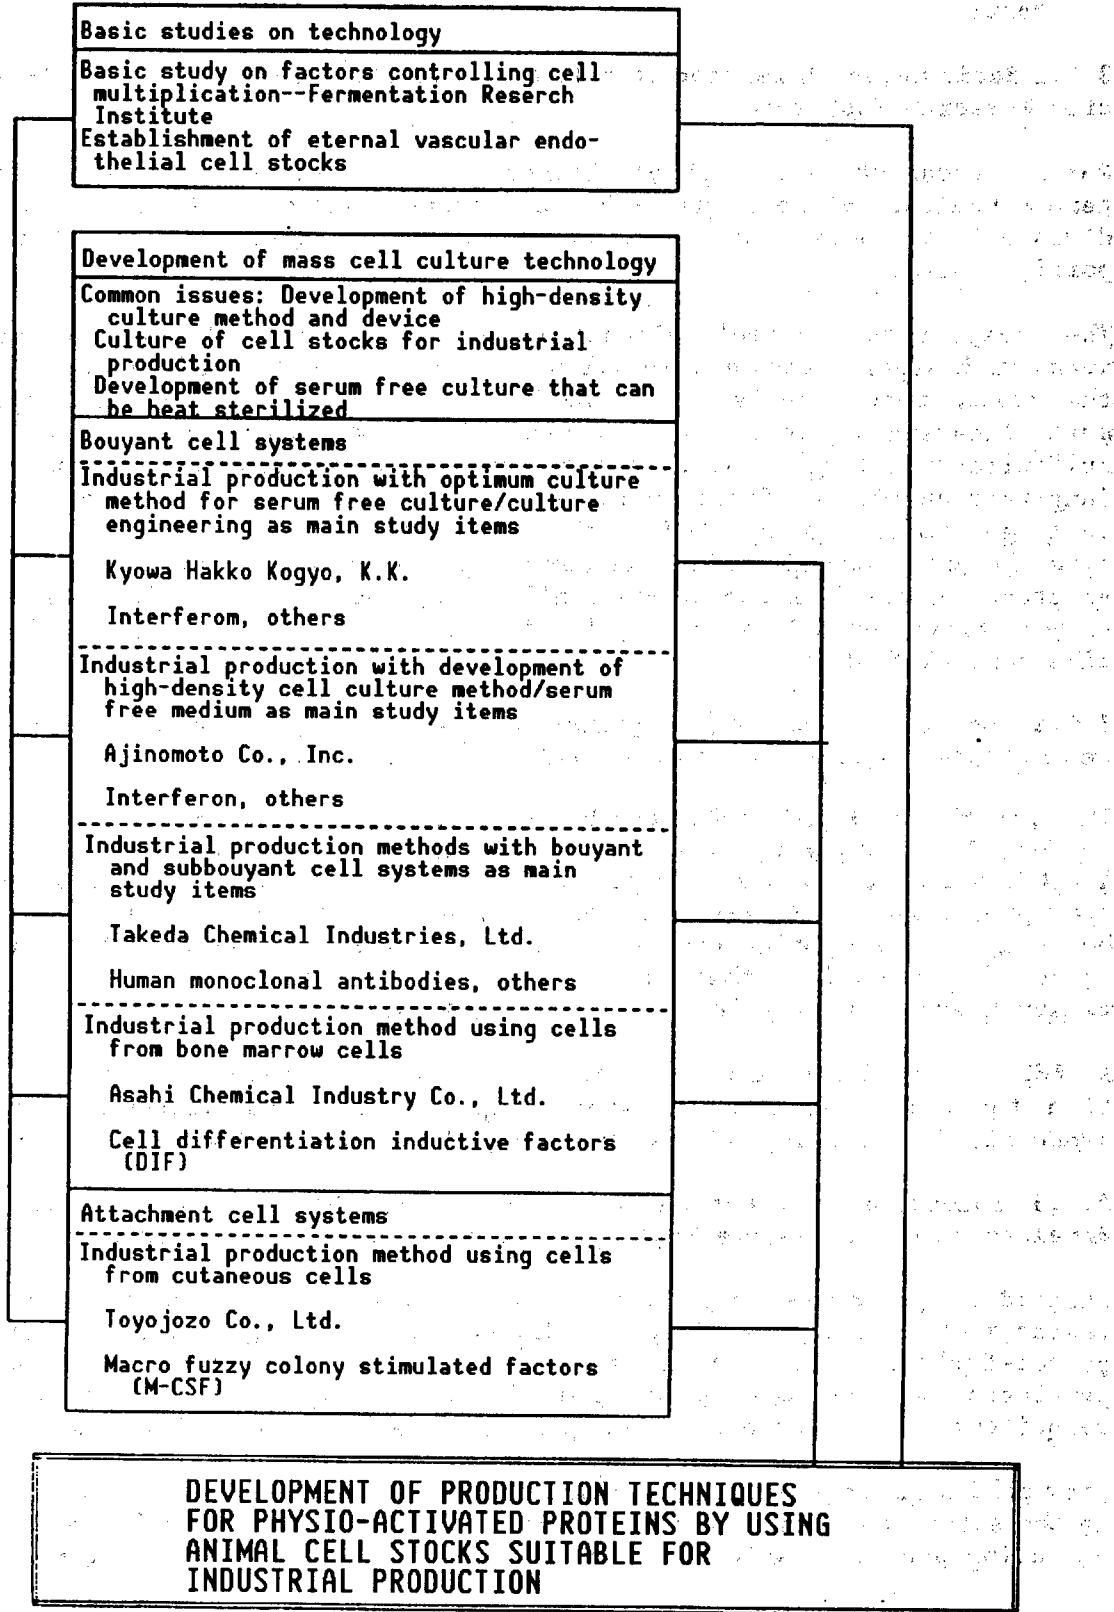 Basic studies on technology
Basic study on factors controlling cell
multiplication--Fermentation Reserch
Institute
Establishment of eternal vascular endo-
thelial cell stocks
Development of mass cell culture technology
Common issues: Development of high-density
culture method and device
Culture of cell stocks for industrial
production
Development of serum free culture that can
be heat sterilized
Bouyant cell systems
Industrial production with optimum culture
method for serum free culture/culture
engineering as main study items
Kyowa Hakko Kogyo, K.K.
Interferom, others
Industrial production with development of
high-density cell culture method/serum
free medium as main study items
Ajinomoto Co., Inc.
Interferon, others
Industrial production methods with bouyant
and subbouyant cell systems as main
study items
Takeda Chemical Industries, Ltd.
Human monoclonal antibodies, others
Industrial production method using cells
from bone marrow cells
Asahi Chemical Industry Co., Ltd.
Cell differentiation inductive factors
(DIF)
Attachment cell systems
Industrial production method using cells
from cutaneous cells
Toyojozo Co., Ltd.
Macro fuzzy colony stimulated factors
(M-CSF)
DEVELOPMENT OF PRODUCTION TECHNIQUES
FOR PHYSIO-ACTIVATED PROTEINS BY USING
ANIMAL CELL STOCKS SUITABLE FOR
INDUSTRIAL PRODUCTION